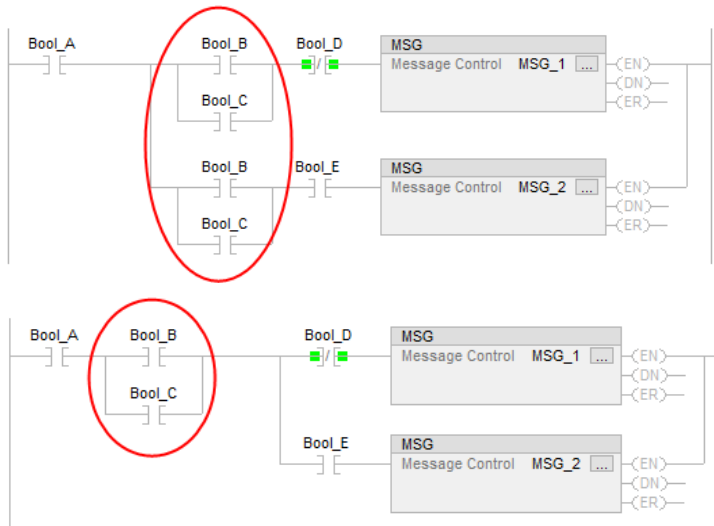 Bool_A Bool_B Bool_D MSG
Message Control MSG_1 ... EN
DN
Bool_C ER
Bool_B Bool_E MSG
Message Control MSG_2 ... EN
DN
Bool_C ER
Bool_A Bool_B Bool_D MSG
Message Control MSG_1 ... EN
DN
Bool_C ER
Bool_E MSG
Message Control MSG_2 ... EN
DN
ER